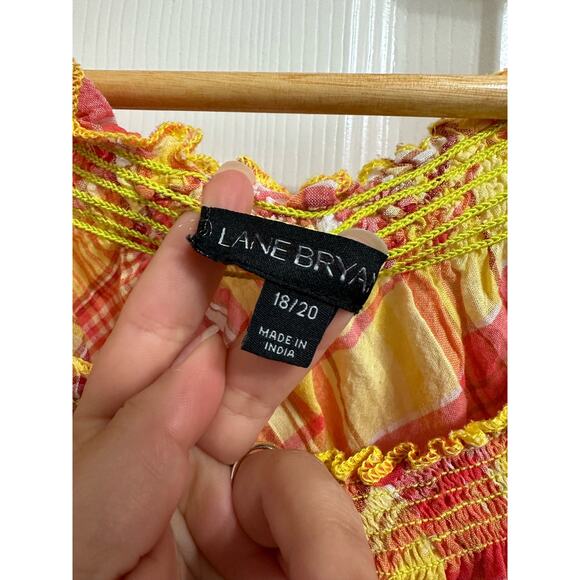 LANE BRYA
18/20
MADE IN
INDIA